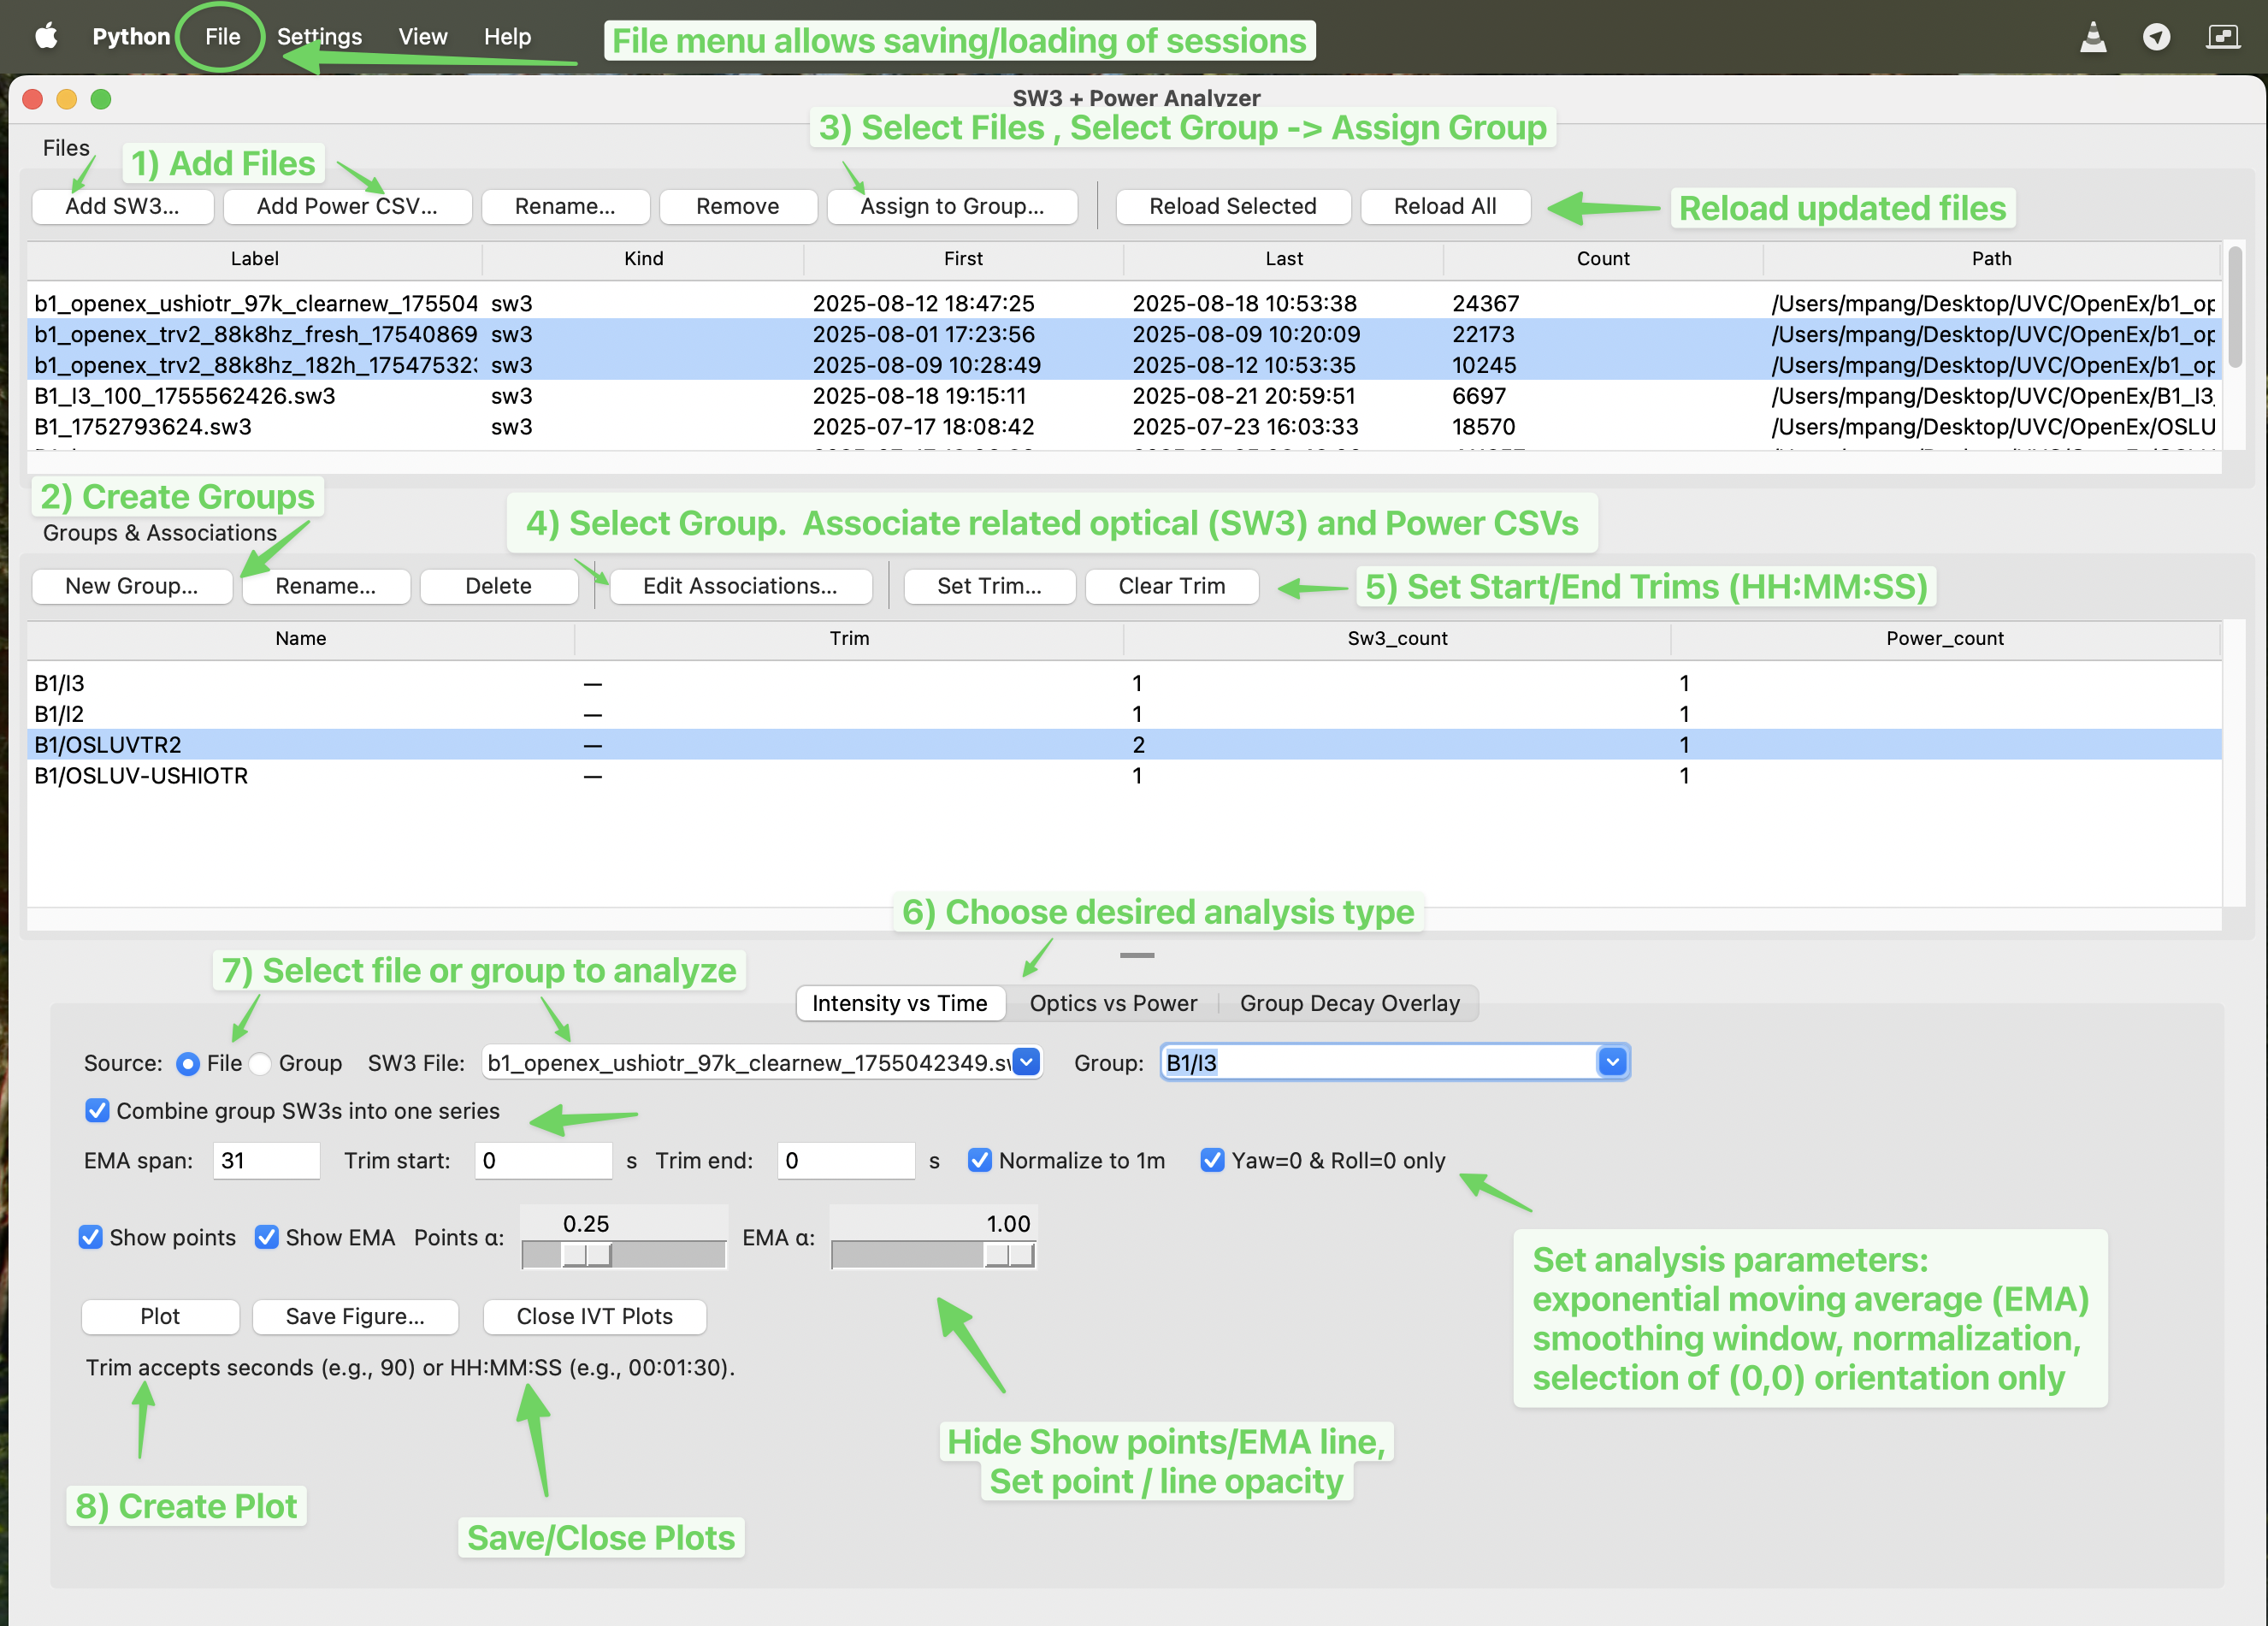 Python File Settings View Help
File menu allows saving/loading of sessions
SW3 + Power Analyzer
3) Select Files , Select Group -> Assign Group
Files
1) Add Files
Add SW3... Add Power CSV... Rename... Remove Assign to Group... Reload Selected Reload All
Reload updated files
Label Kind First Last Count Path
b1_openex_ushiotr_97k_clearnew_175504 sw3 2025-08-12 18:47:25 2025-08-18 10:53:38 24367 /Users/mpang/Desktop/UVC/OpenEx/b1_op
b1_openex_trv2_88k8hz_fresh_17540869 sw3 2025-08-01 17:23:56 2025-08-09 10:20:09 22173 /Users/mpang/Desktop/UVC/OpenEx/b1_op
b1_openex_trv2_88k8hz_182h_175475323 sw3 2025-08-09 10:28:49 2025-08-12 10:53:35 10245 /Users/mpang/Desktop/UVC/OpenEx/b1_op
B1_I3_100_1755562426.sw3 sw3 2025-08-18 19:15:11 2025-08-21 20:59:51 6697 /Users/mpang/Desktop/UVC/OpenEx/B1_I3_
B1_1752793624.sw3 sw3 2025-07-17 18:08:42 2025-07-23 16:03:33 18570 /Users/mpang/Desktop/UVC/OpenEx/OSLU
2) Create Groups
4) Select Group. Associate related optical (SW3) and Power CSVs
Groups & Associations
New Group... Rename... Delete Edit Associations... Set Trim... Clear Trim
5) Set Start/End Trims (HH:MM:SS)
Name Trim Sw3_count Power_count
B1/I3 — 1 1
B1/I2 — 1 1
B1/OSLUVTR2 — 2 1
B1/OSLUV-USHIOTR — 1 1
6) Choose desired analysis type
7) Select file or group to analyze
Intensity vs Time Optics vs Power Group Decay Overlay
Source: File Group SW3 File: b1_openex_ushiotr_97k_clearnew_1755042349.sw Group: B1/I3
Combine group SW3s into one series
EMA span: 31 Trim start: 0 s Trim end: 0 s Normalize to 1m Yaw=0 & Roll=0 only
0.25 1.00
Show points Show EMA Points α: EMA α:
Set analysis parameters:
exponential moving average (EMA)
smoothing window, normalization,
selection of (0,0) orientation only
Plot Save Figure... Close IVT Plots
Trim accepts seconds (e.g., 90) or HH:MM:SS (e.g., 00:01:30).
Hide Show points/EMA line,
Set point / line opacity
8) Create Plot
Save/Close Plots